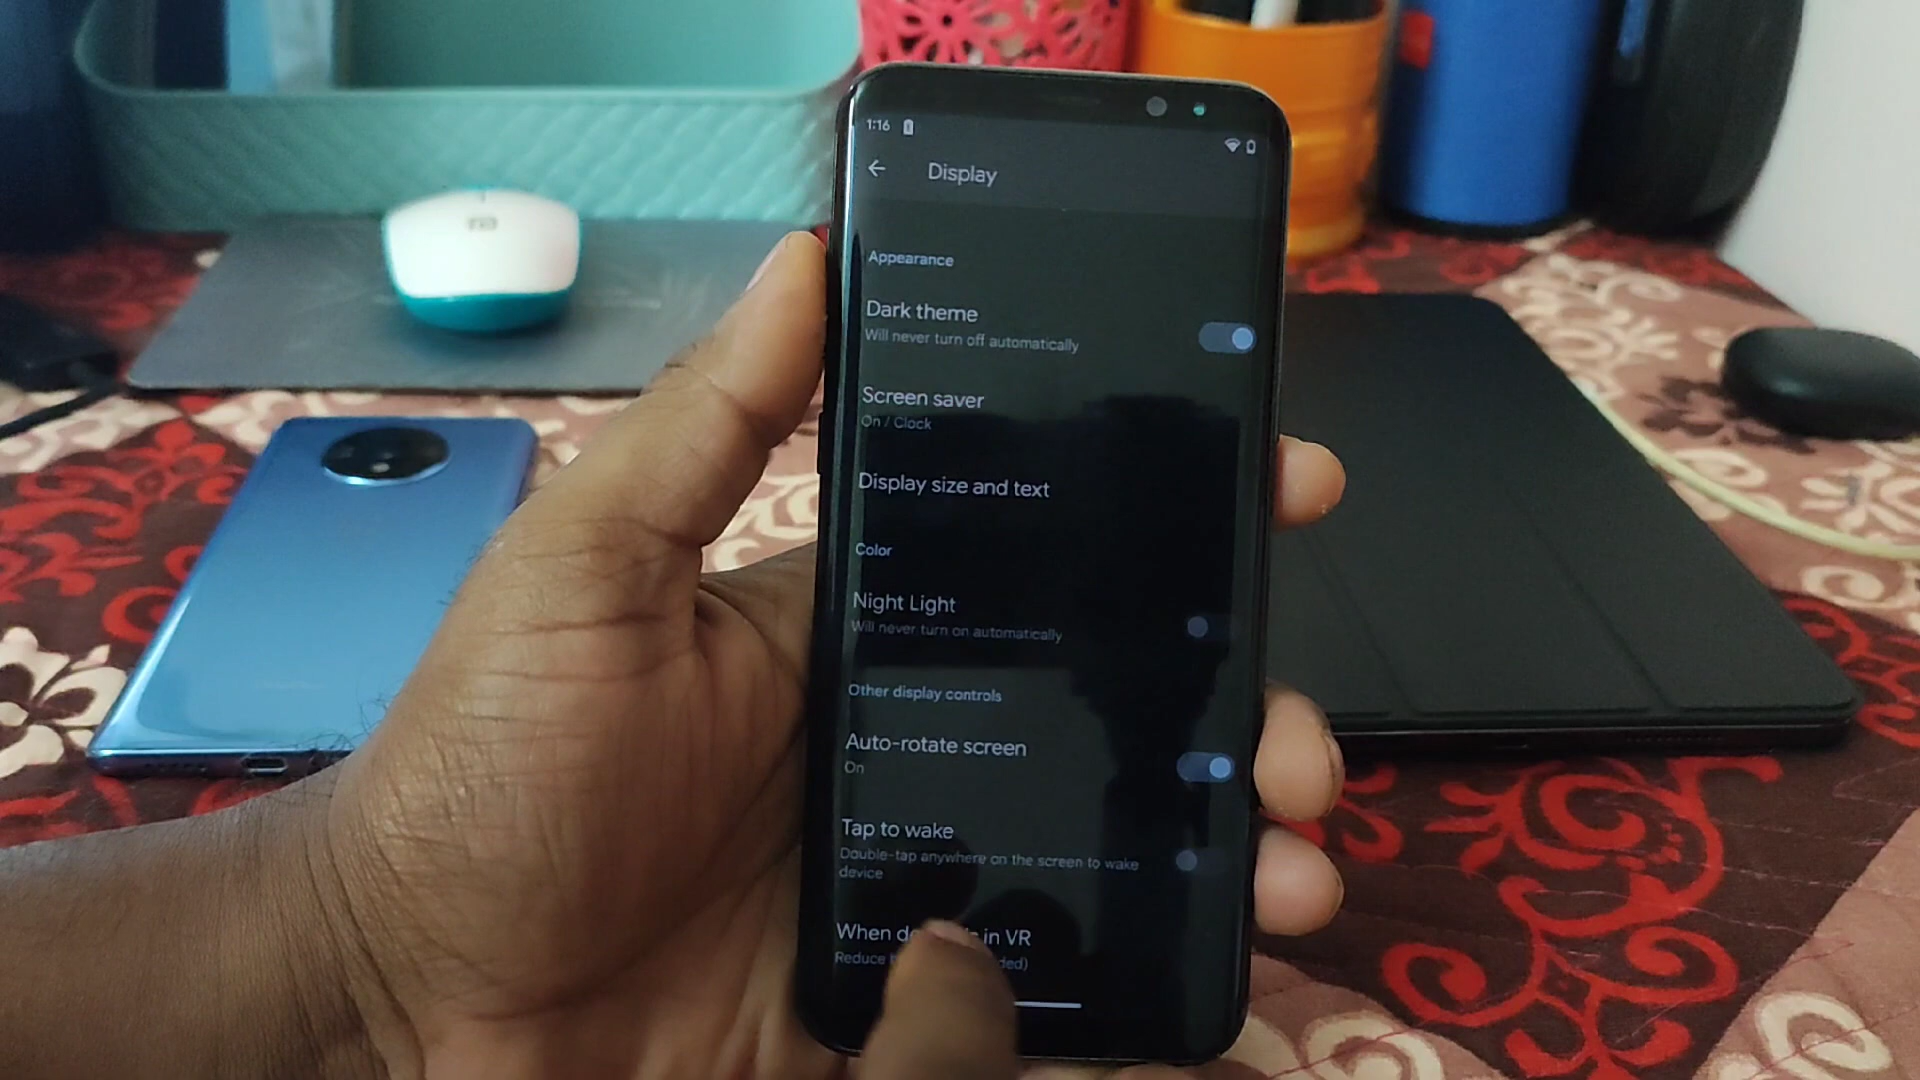 1:16
Display
Appearance
Dark theme
Will never turn off automatically
Screen saver
On / Clock
Display size and text
Color
Night Light
Will never turn on automatically
Other display controls
Auto-rotate screen
On
Tap to wake
Double-tap anywhere on the screen to wake
device
When in VR
Reduce